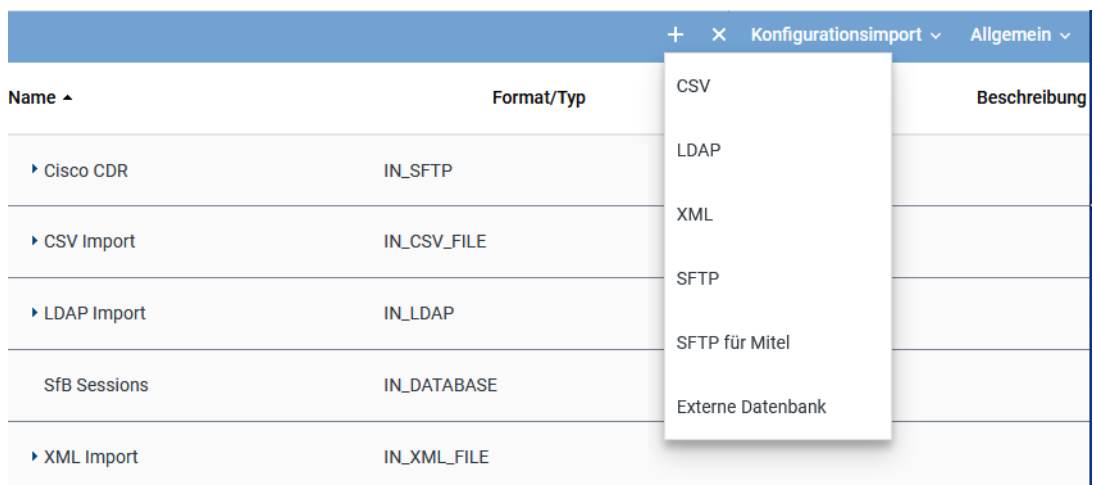 Konfigurationsimport Allgemein
Name Format/Typ Beschreibung
CSV
LDAP
XML
SFTP
SFTP für Mitel
Externe Datenbank
Cisco CDR IN_SFTP
CSV Import IN_CSV_FILE
LDAP Import IN_LDAP
SfB Sessions IN_DATABASE
XML Import IN_XML_FILE